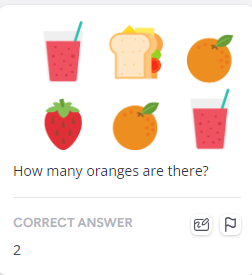 How many oranges are there?
CORRECT ANSWER
2